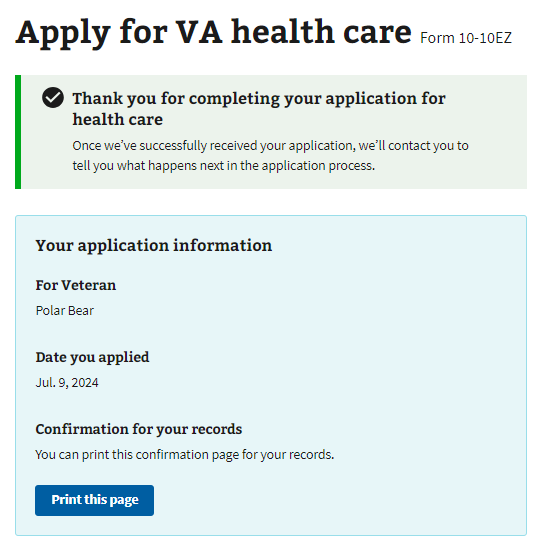 Apply for VA health care Form 10-10EZ
Thank you for completing your application for
health care
Once we’ve successfully received your application, we’ll contact you to
tell you what happens next in the application process.
Your application information
For Veteran
Polar Bear
Date you applied
Jul. 9, 2024
Confirmation for your records
You can print this confirmation page for your records.
Print this page